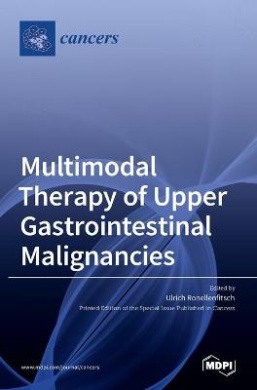 cancers
Multimodal
Therapy of Upper
Gastrointestinal
Malignancies
Edited by
Ulrich Ronellenfitsch
Printed Edition of the Special Issue Published in Cancers
www.mdpi.com/journal/cancers
MDPI